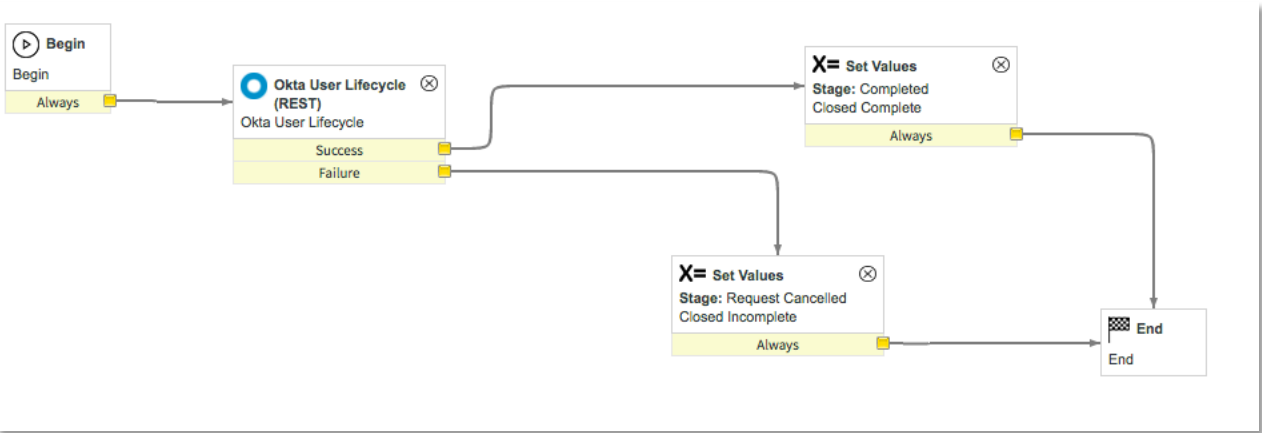 Begin
Begin
Always
Okta User Lifecycle
(REST)
Okta User Lifecycle
Success
Failure
X= Set Values
Stage: Completed
Closed Complete
Always
X= Set Values
Stage: Request Cancelled
Closed Incomplete
Always
End
End